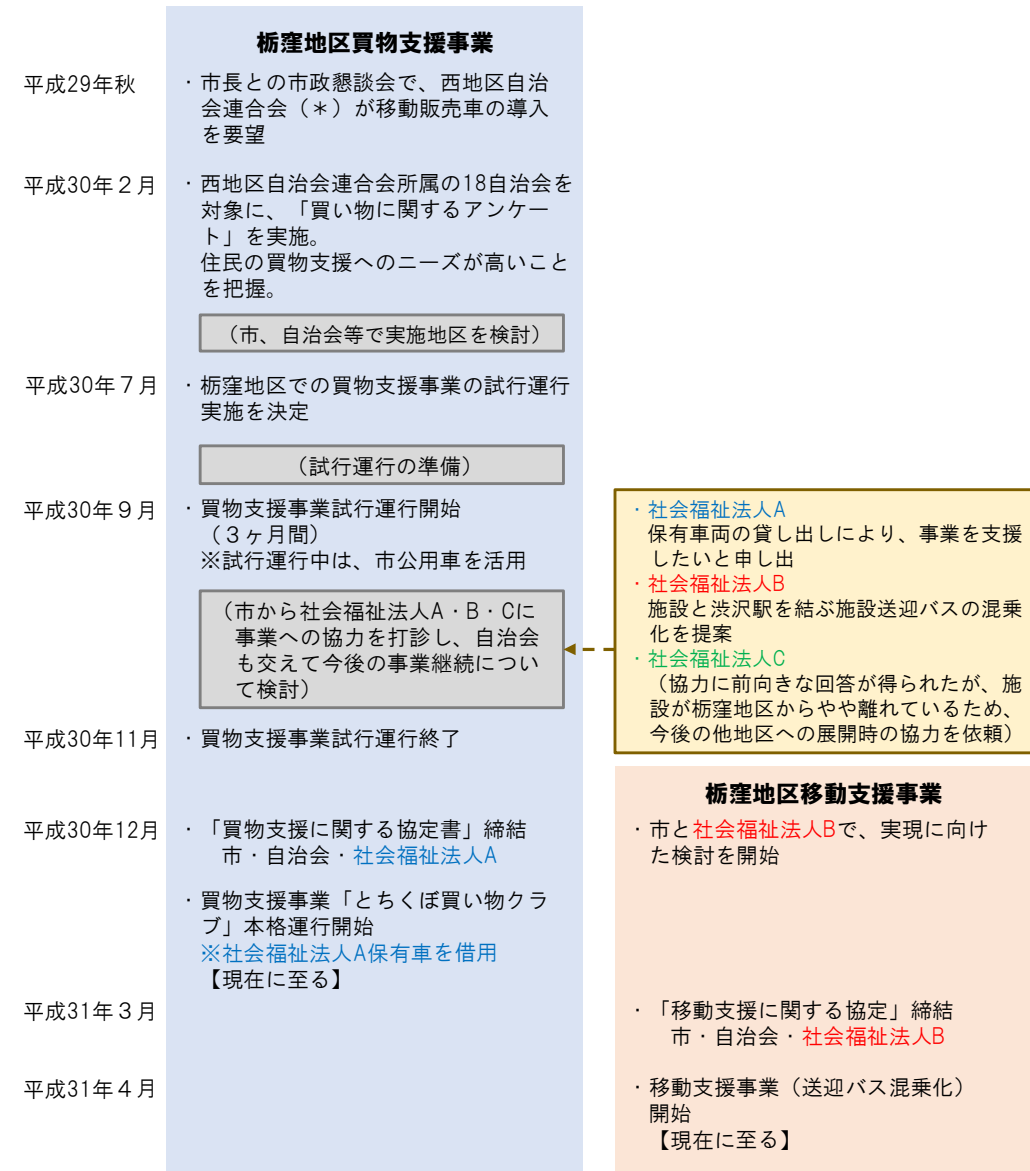 栃窪地区買物支援事業
平成29年秋
・市長との市政懇談会で、西地区自治
会連合会（＊）が移動販売車の導入
を要望
平成30年２月
・西地区自治会連合会所属の18自治会を
対象に、「買い物に関するアンケー
ト」を実施。
住民の買物支援へのニーズが高いこと
を把握。
（市、自治会等で実施地区を検討）
平成30年７月
・栃窪地区での買物支援事業の試行運行
実施を決定
（試行運行の準備）
平成30年９月
・買物支援事業試行運行開始
（３ヶ月間）
※試行運行中は、市公用車を活用
（市から社会福祉法人A・B・Cに
事業への協力を打診し、自治会
も交えて今後の事業継続につい
て検討）
・社会福祉法人A
保有車両の貸し出しにより、事業を支援
したいと申し出
・社会福祉法人B
施設と渋沢駅を結ぶ施設送迎バスの混乗
化を提案
・社会福祉法人C
（協力に前向きな回答が得られたが、施
設が栃窪地区からやや離れているため、
今後の他地区への展開時の協力を依頼）
平成30年11月
・買物支援事業試行運行終了
栃窪地区移動支援事業
平成30年12月
・「買物支援に関する協定書」締結
市・自治会・社会福祉法人A
・買物支援事業「とちくぼ買い物クラ
ブ」本格運行開始
※社会福祉法人A保有車を借用
【現在に至る】
・市と社会福祉法人Bで、実現に向け
た検討を開始
平成31年３月
・「移動支援に関する協定」締結
市・自治会・社会福祉法人B
平成31年４月
・移動支援事業（送迎バス混乗化）
開始
【現在に至る】